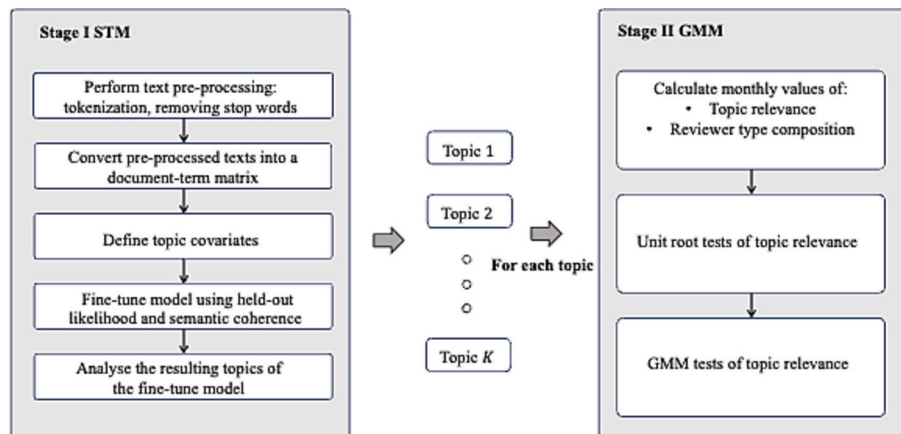 Stage I STM
Perform text pre-processing:
tokenization, removing stop words
Convert pre-processed texts into a
document-term matrix
Define topic covariates
Fine-tune model using held-out
likelihood and semantic coherence
Analyse the resulting topics of
the fine-tune model
Topic 1
Topic 2
For each topic
Topic K
Stage II GMM
Calculate monthly values of:
• Topic relevance
• Reviewer type composition
Unit root tests of topic relevance
GMM tests of topic relevance